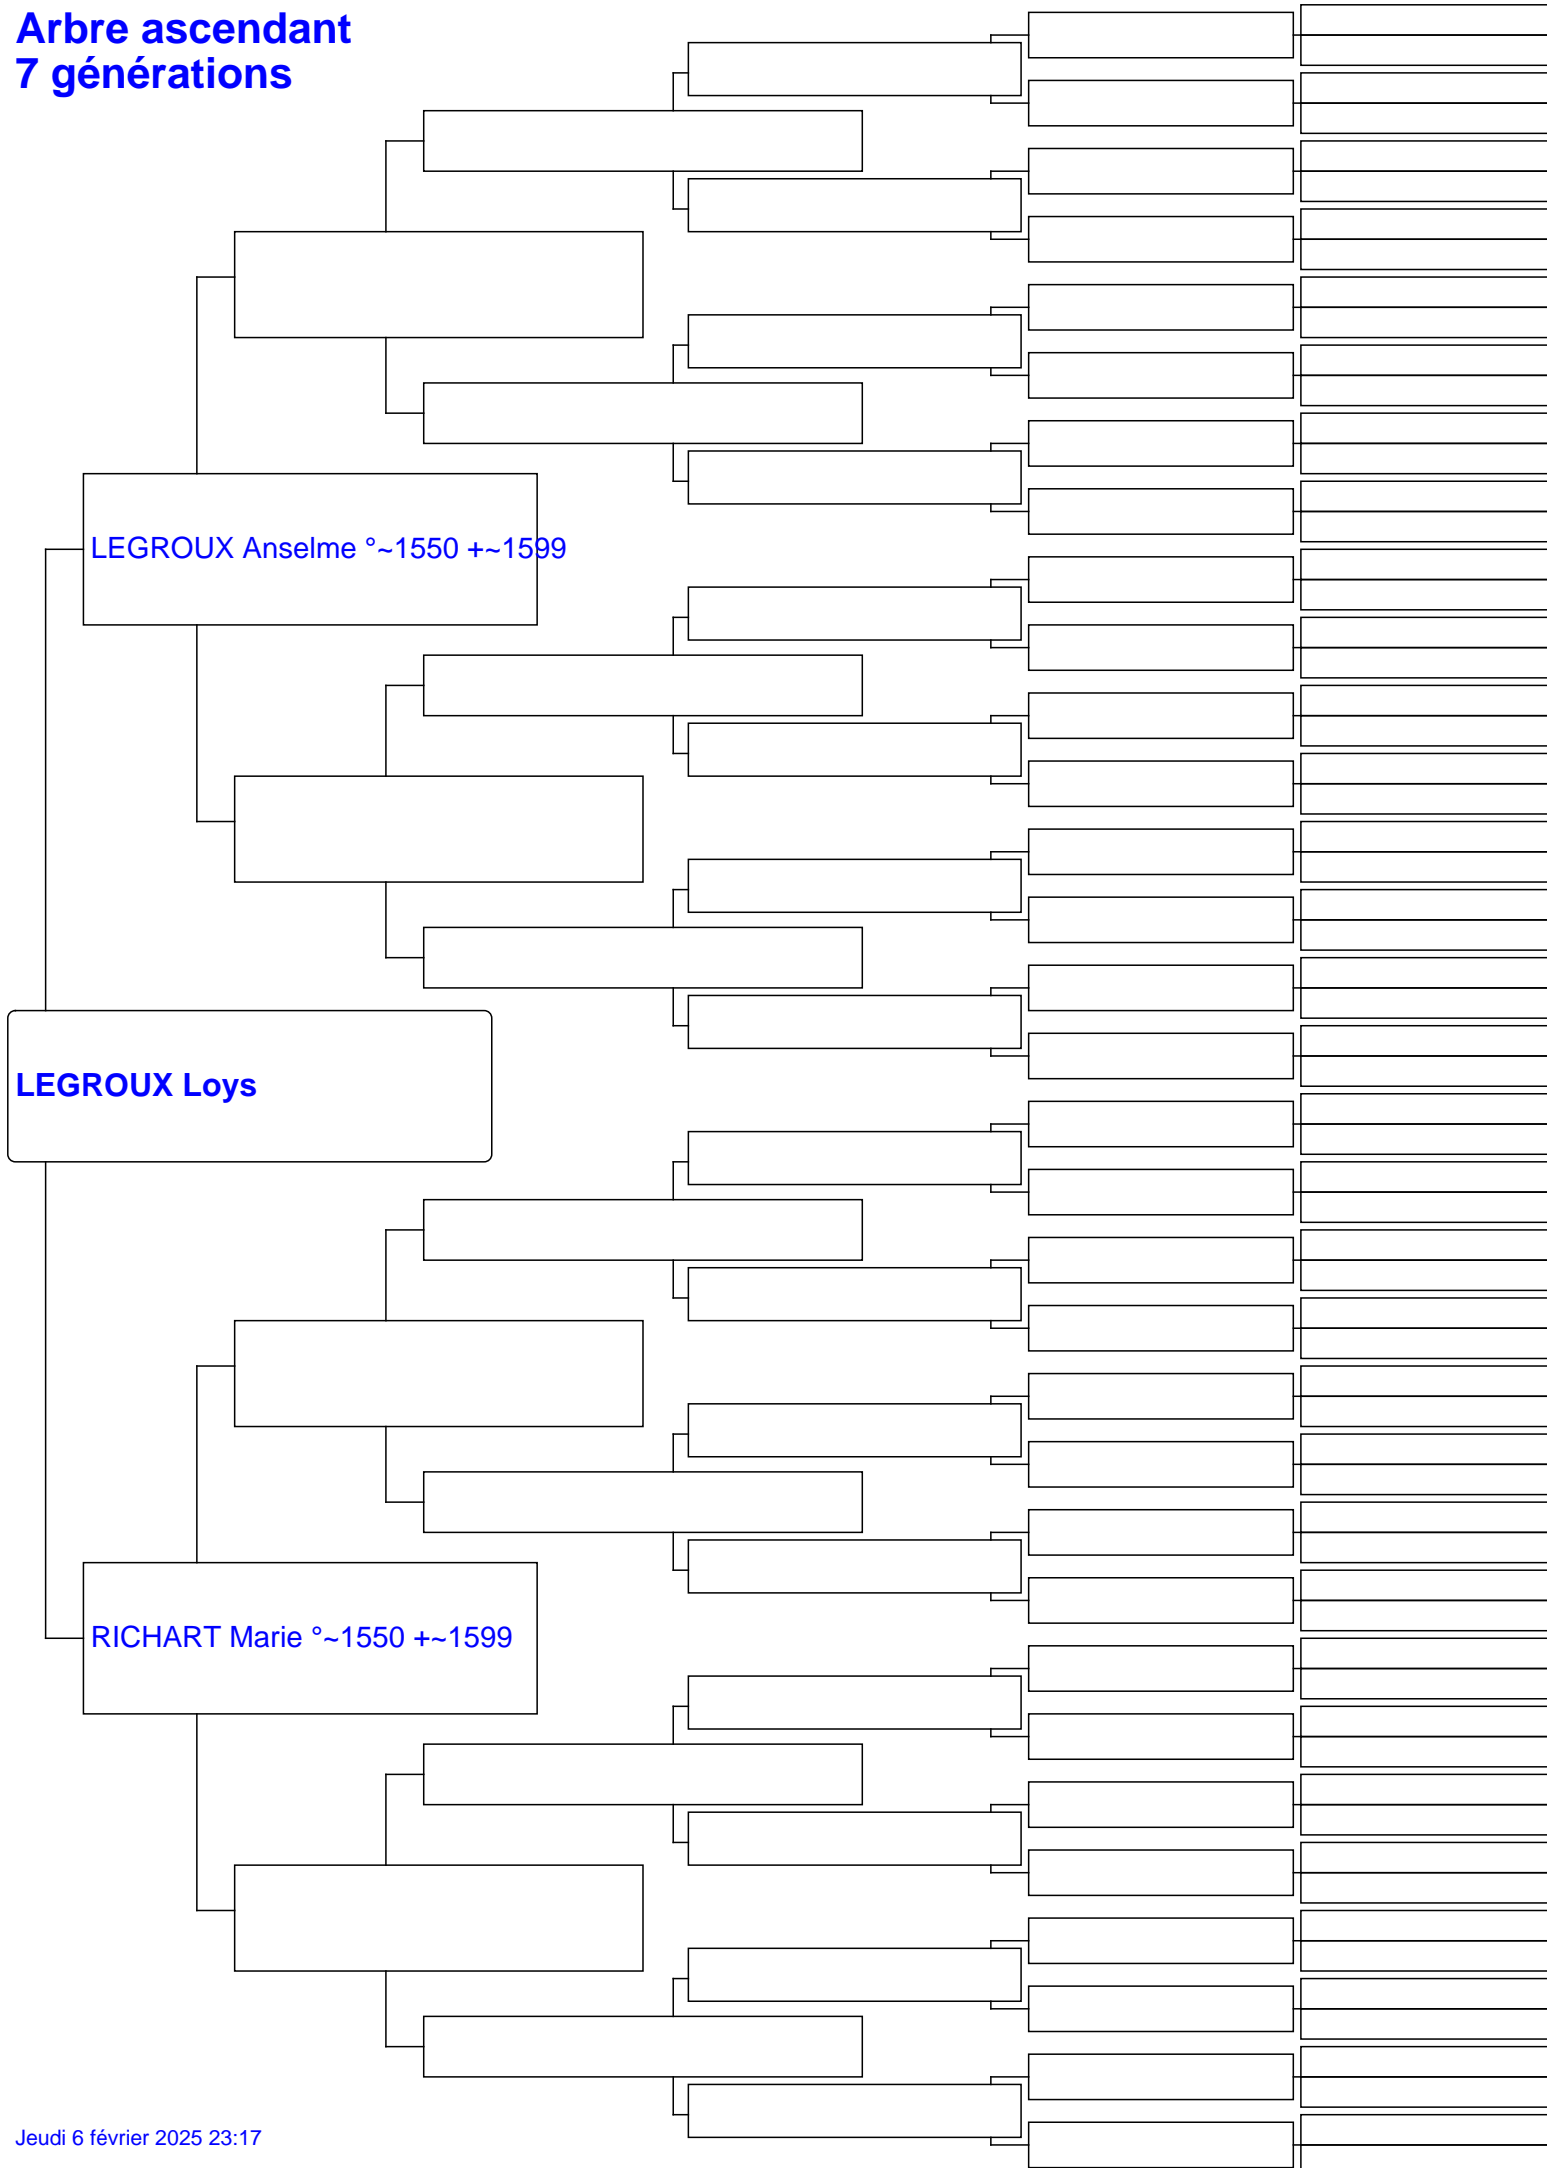 Arbre ascendant
7 générations
LEGROUX Anselme °~1550 +~1599
LEGROUX Loys
RICHART Marie °~1550 +~1599
Jeudi 6 février 2025 23:17